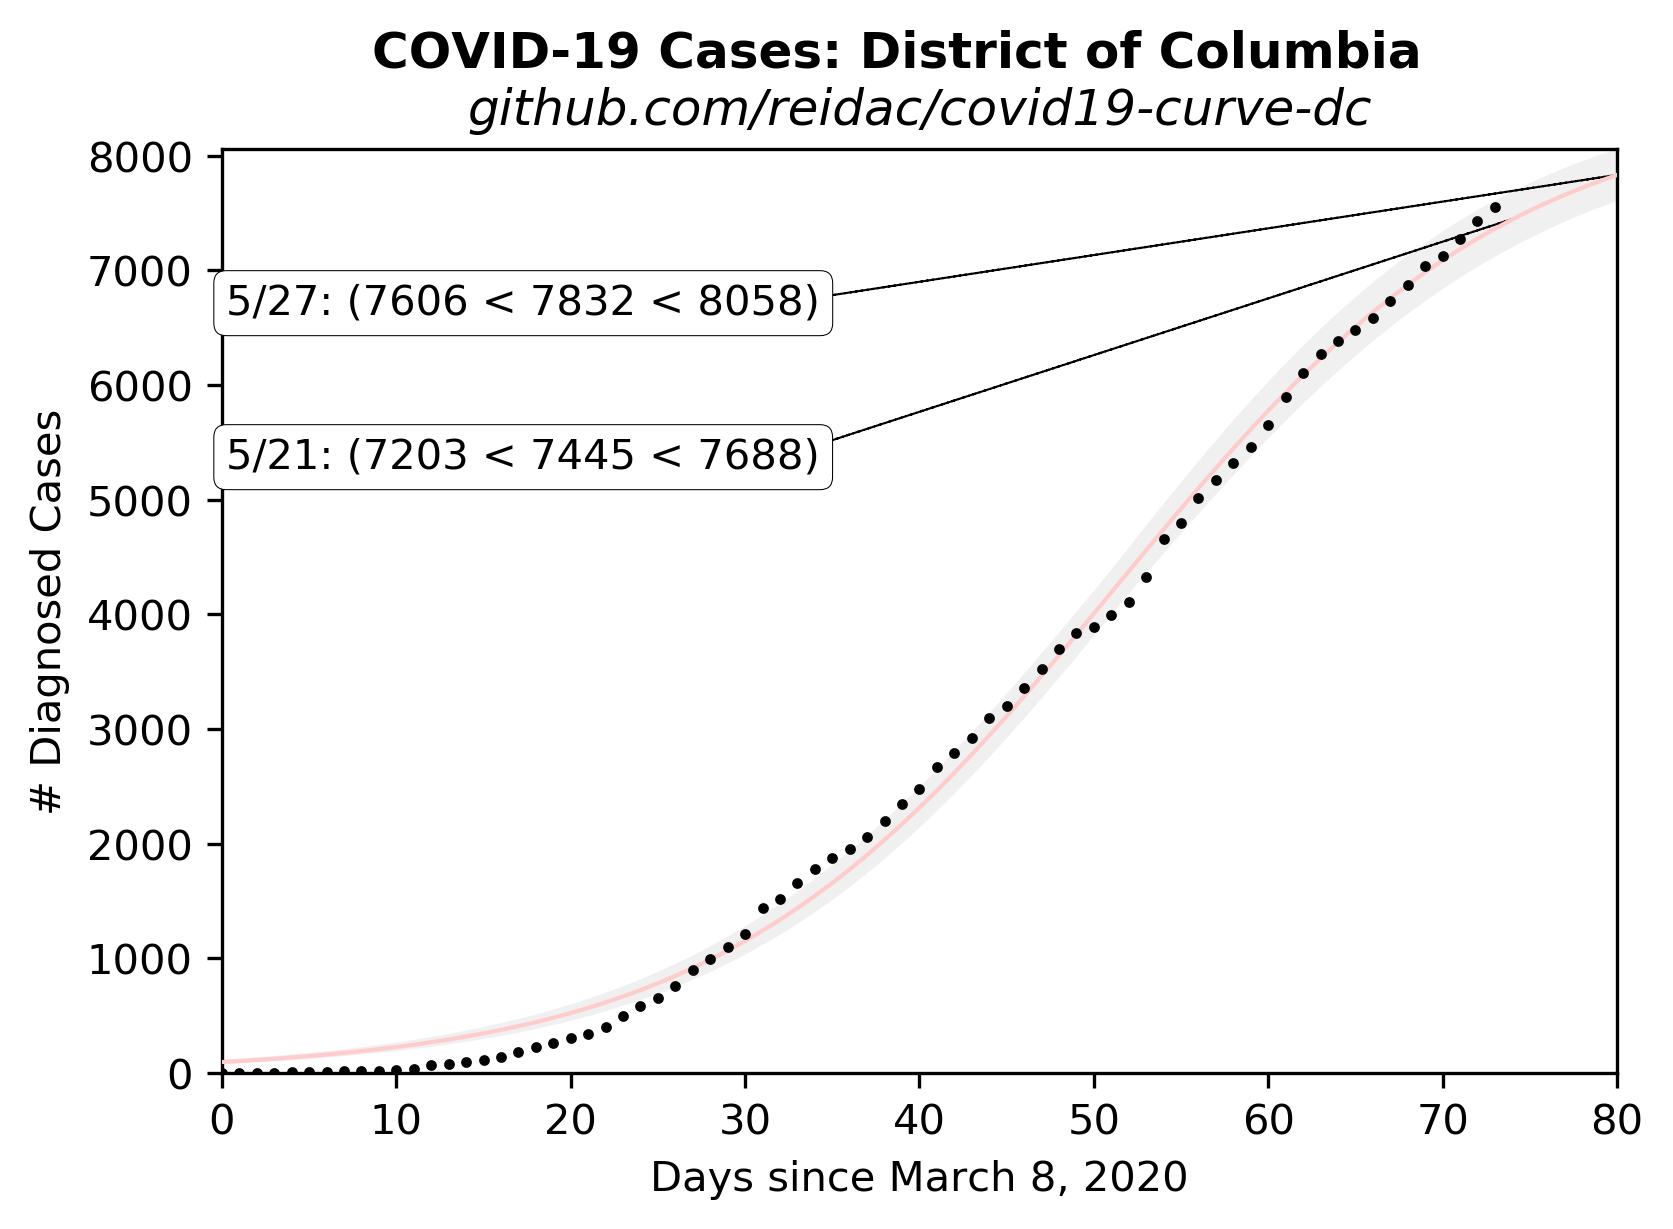 COVID-19 Cases: District of Columbia
github.com/reidac/covid19-curve-dc
8000
7000
6000
5000
4000
3000
2000
1000
0
# Diagnosed Cases
5/27: (7606 < 7832 < 8058)
5/21: (7203 < 7445 < 7688)
0 10 20 30 40 50 60 70 80
Days since March 8, 2020